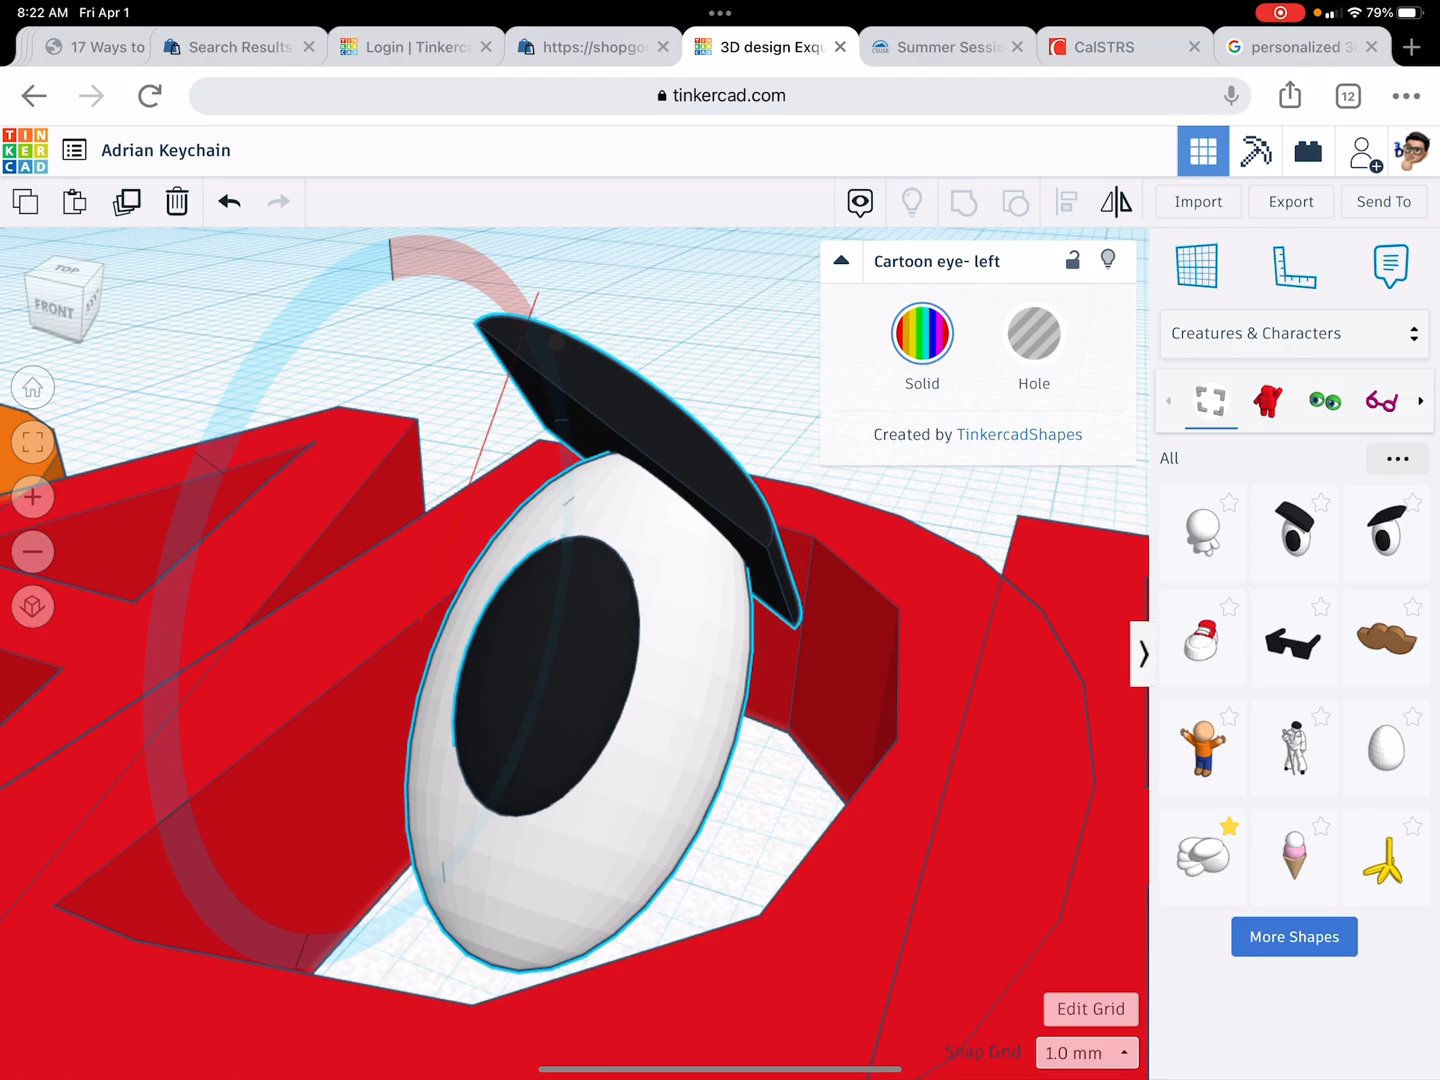 8:22 AM Fri Apr 1
79%
17 Ways to
Search Results
Login | Tinkerc
https://shopgo
3D design Exqu
Summer Sessi
CalSTRS
personalized 3
tinkercad.com
12
TIN
KER
CAD
Adrian Keychain
Import
Export
Send To
TOP
FRONT
Cartoon eye- left
Solid
Hole
Created by TinkercadShapes
Creatures & Characters
All
More Shapes
Edit Grid
Snap Grid
1.0 mm